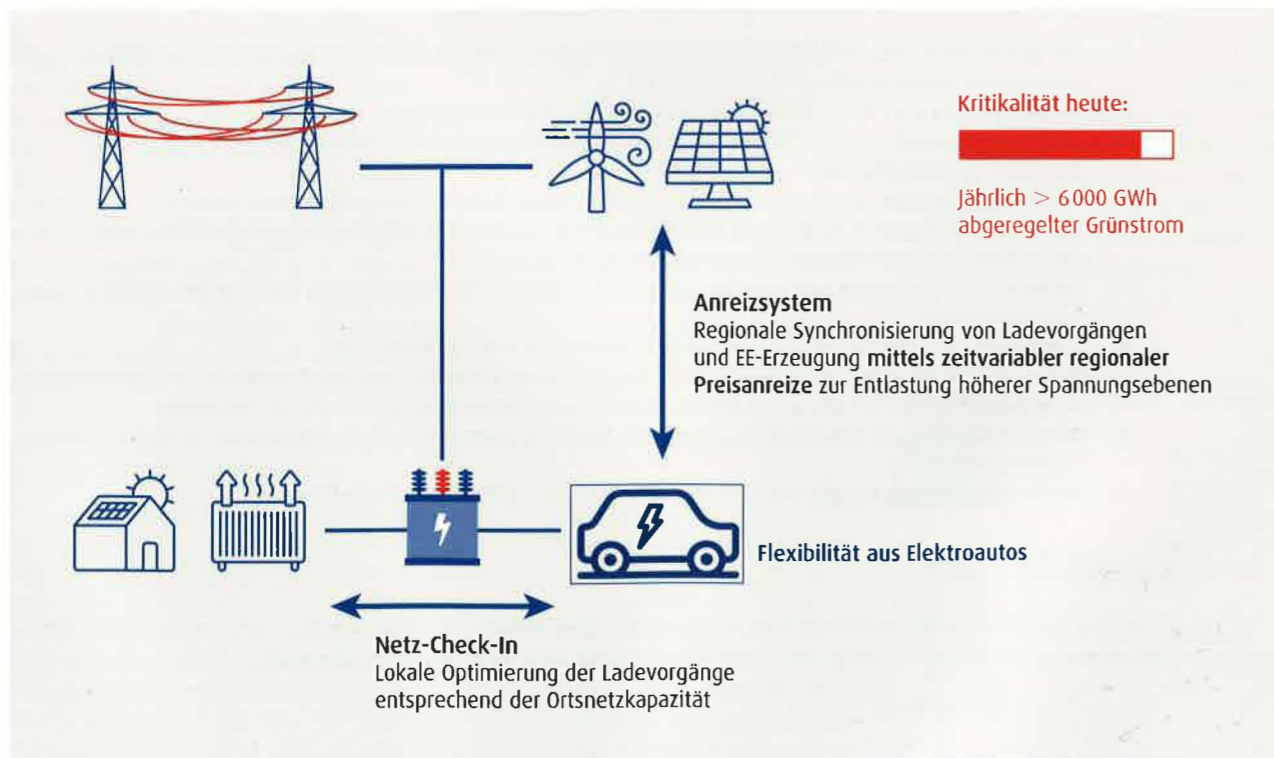 Kritikalität heute:
Jährlich > 6000 GWh
abgeregelter Grünstrom
Anreizsystem
Regionale Synchronisierung von Ladevorgängen
und EE-Erzeugung mittels zeitvariabler regionaler
Preisanreize zur Entlastung höherer Spannungsebenen
Flexibilität aus Elektroautos
Netz-Check-In
Lokale Optimierung der Ladevorgänge
entsprechend der Ortsnetzkapazität